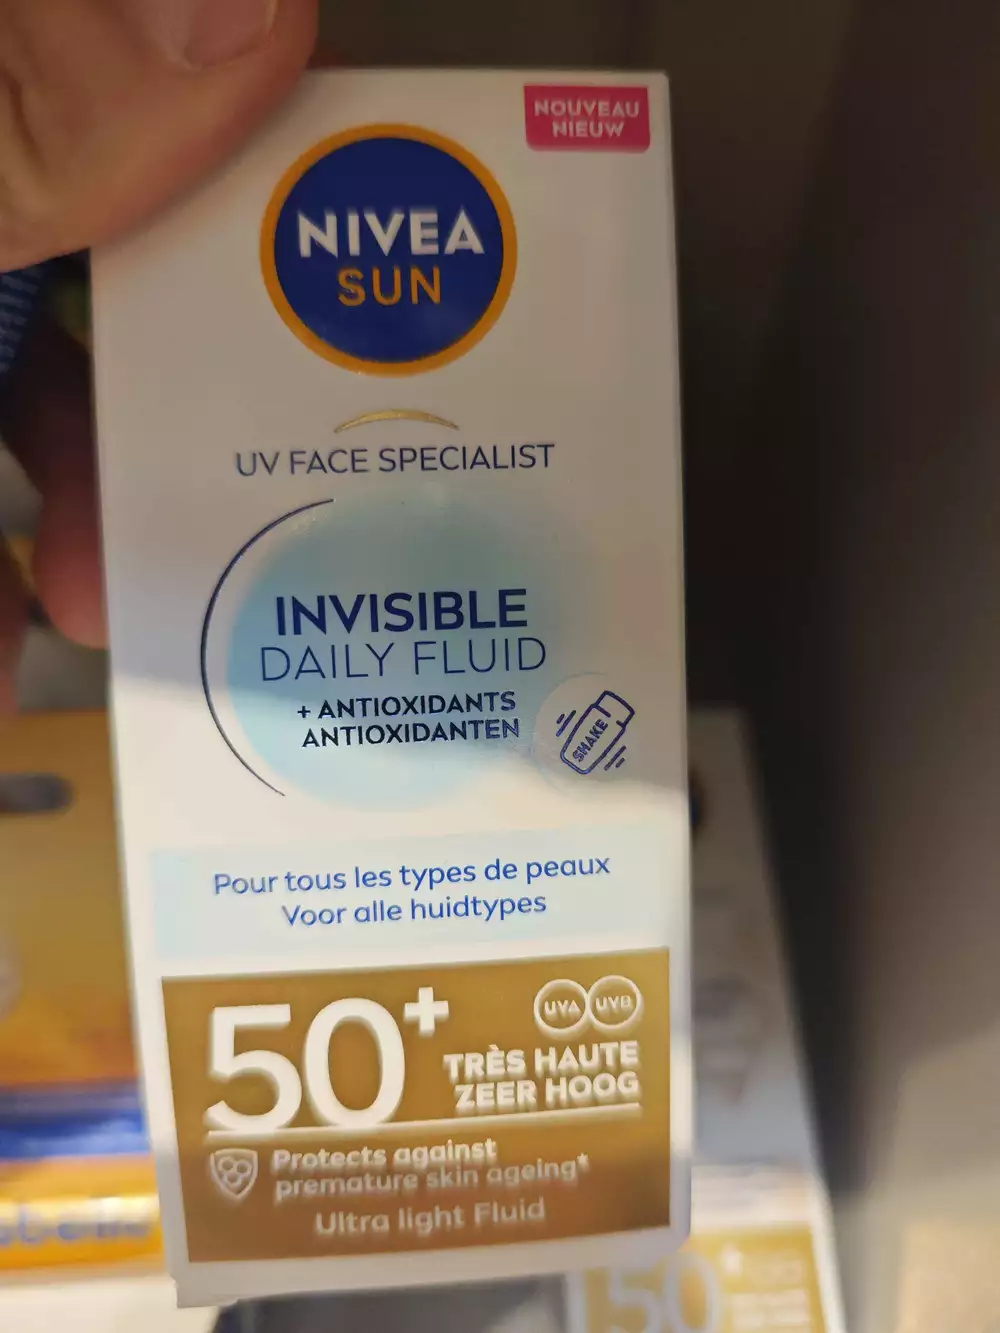 NOUVEAU
NIEUW
NIVEA
SUN
UV FACE SPECIALIST
INVISIBLE
DAILY FLUID
+ ANTIOXIDANTS
ANTIOXIDANTEN
SHAKE
Pour tous les types de peaux
Voor alle huidtypes
50+
UVA UVB
TRÈS HAUTE
ZEER HOOG
Protects against
premature skin ageing*
Ultra light Fluid
50